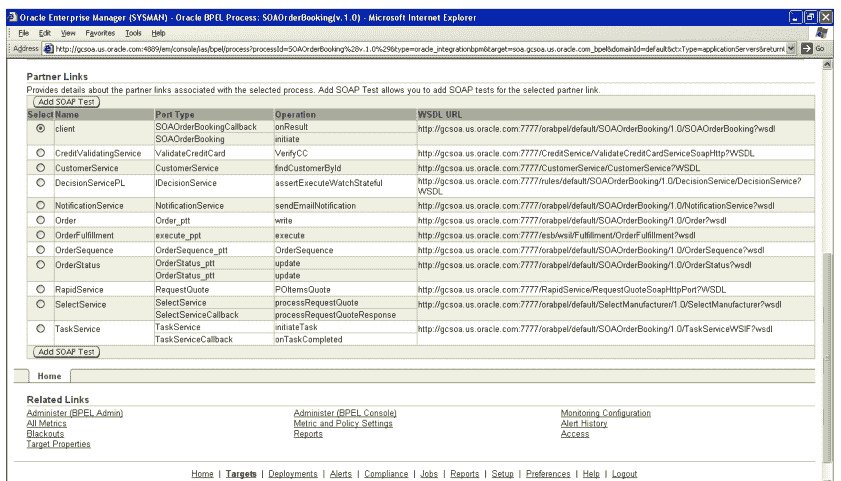 Oracle Enterprise Manager (SYSMAN) - Oracle BPEL Process: SOAOrderBooking(v.1.0) - Microsoft Internet Explorer
File Edit View Favorites Tools Help
Address http://gcsoa.us.oracle.com:4889/em/console/ias/bpel/process?processId=SOAOrderBooking%28v.1.0%29&type=oracle_integrationbpm&target=soa.gcsoa.us.oracle.com_bpel&domainId=default&ctxType=applicationServers&returnt Go
Partner Links
Provides details about the partner links associated with the selected process. Add SOAP Test allows you to add SOAP tests for the selected partner link.
Add SOAP Test
Select Name Port Type Operation WSDL URL
client SOAOrderBookingCallback onResult http://gcsoa.us.oracle.com:7777/orabpel/default/SOAOrderBooking/1.0/SOAOrderBooking?wsdl
SOAOrderBooking initiate
CreditValidatingService ValidateCreditCard VerifyCC http://gcsoa.us.oracle.com:7777/CreditService/ValidateCreditCardServiceSoapHttp?WSDL
CustomerService CustomerService findCustomerById http://gcsoa.us.oracle.com:7777/CustomerService/CustomerService?WSDL
DecisionServicePL IDecisionService assertExecuteWatchStateful http://gcsoa.us.oracle.com:7777/rules/default/SOAOrderBooking/1.0/DecisionService/DecisionService?
WSDL
NotificationService NotificationService sendEmailNotification http://gcsoa.us.oracle.com:7777/orabpel/default/SOAOrderBooking/1.0/NotificationService?wsdl
Order Order_ptt write http://gcsoa.us.oracle.com:7777/orabpel/default/SOAOrderBooking/1.0/Order?wsdl
OrderFulfillment execute_ppt execute http://gcsoa.us.oracle.com:7777/esb/wsil/Fulfillment/OrderFulfillment?wsdl
OrderSequence OrderSequence_ptt OrderSequence http://gcsoa.us.oracle.com:7777/orabpel/default/SOAOrderBooking/1.0/OrderSequence?wsdl
OrderStatus OrderStatus_ptt update http://gcsoa.us.oracle.com:7777/orabpel/default/SOAOrderBooking/1.0/OrderStatus?wsdl
OrderStatus_ptt update
RapidService RequestQuote POItemsQuote http://gcsoa.us.oracle.com:7777/RapidService/RequestQuoteSoapHttpPort?WSDL
SelectService SelectService processRequestQuote http://gcsoa.us.oracle.com:7777/orabpel/default/SelectManufacturer/1.0/SelectManufacturer?wsdl
SelectServiceCallback processRequestQuoteResponse
TaskService TaskService initiateTask http://gcsoa.us.oracle.com:7777/orabpel/default/SOAOrderBooking/1.0/TaskServiceWSIF?wsdl
TaskServiceCallback onTaskCompleted
Add SOAP Test
Home
Related Links
Administer (BPEL Admin) Administer (BPEL Console) Monitoring Configuration
All Metrics Metric and Policy Settings Alert History
Blackouts Reports Access
Target Properties
Home | Targets | Deployments | Alerts | Compliance | Jobs | Reports | Setup | Preferences | Help | Logout